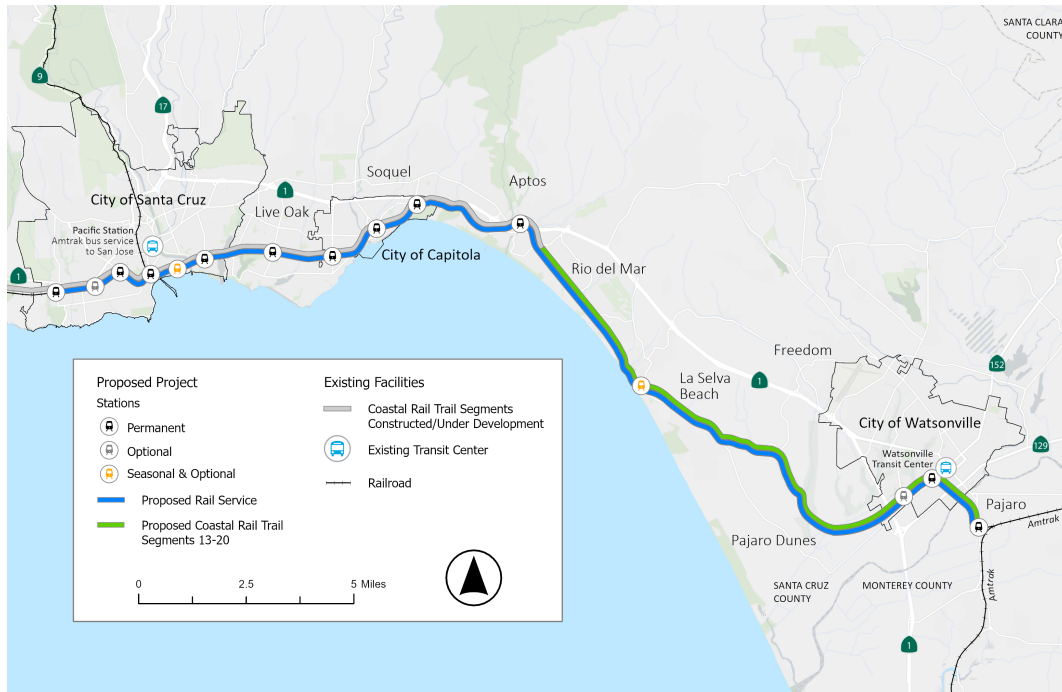 SANTA CLARA
COUNTY
9
17
Soquel
Aptos
1
City of Santa Cruz
Live Oak
Pacific Station
Amtrak bus service
to San Jose
City of Capitola
1
Rio del Mar
Freedom
152
1
La Selva
Beach
City of Watsonville
129
Watsonville
Transit Center
Pajaro
Amtrak
Pajaro Dunes
SANTA CRUZ
COUNTY
MONTEREY COUNTY
Amtrak
1
Proposed Project
Stations
Permanent
Optional
Seasonal & Optional
Proposed Rail Service
Proposed Coastal Rail Trail
Segments 13-20
Existing Facilities
Coastal Rail Trail Segments
Constructed/Under Development
Existing Transit Center
Railroad
0 2.5 5 Miles